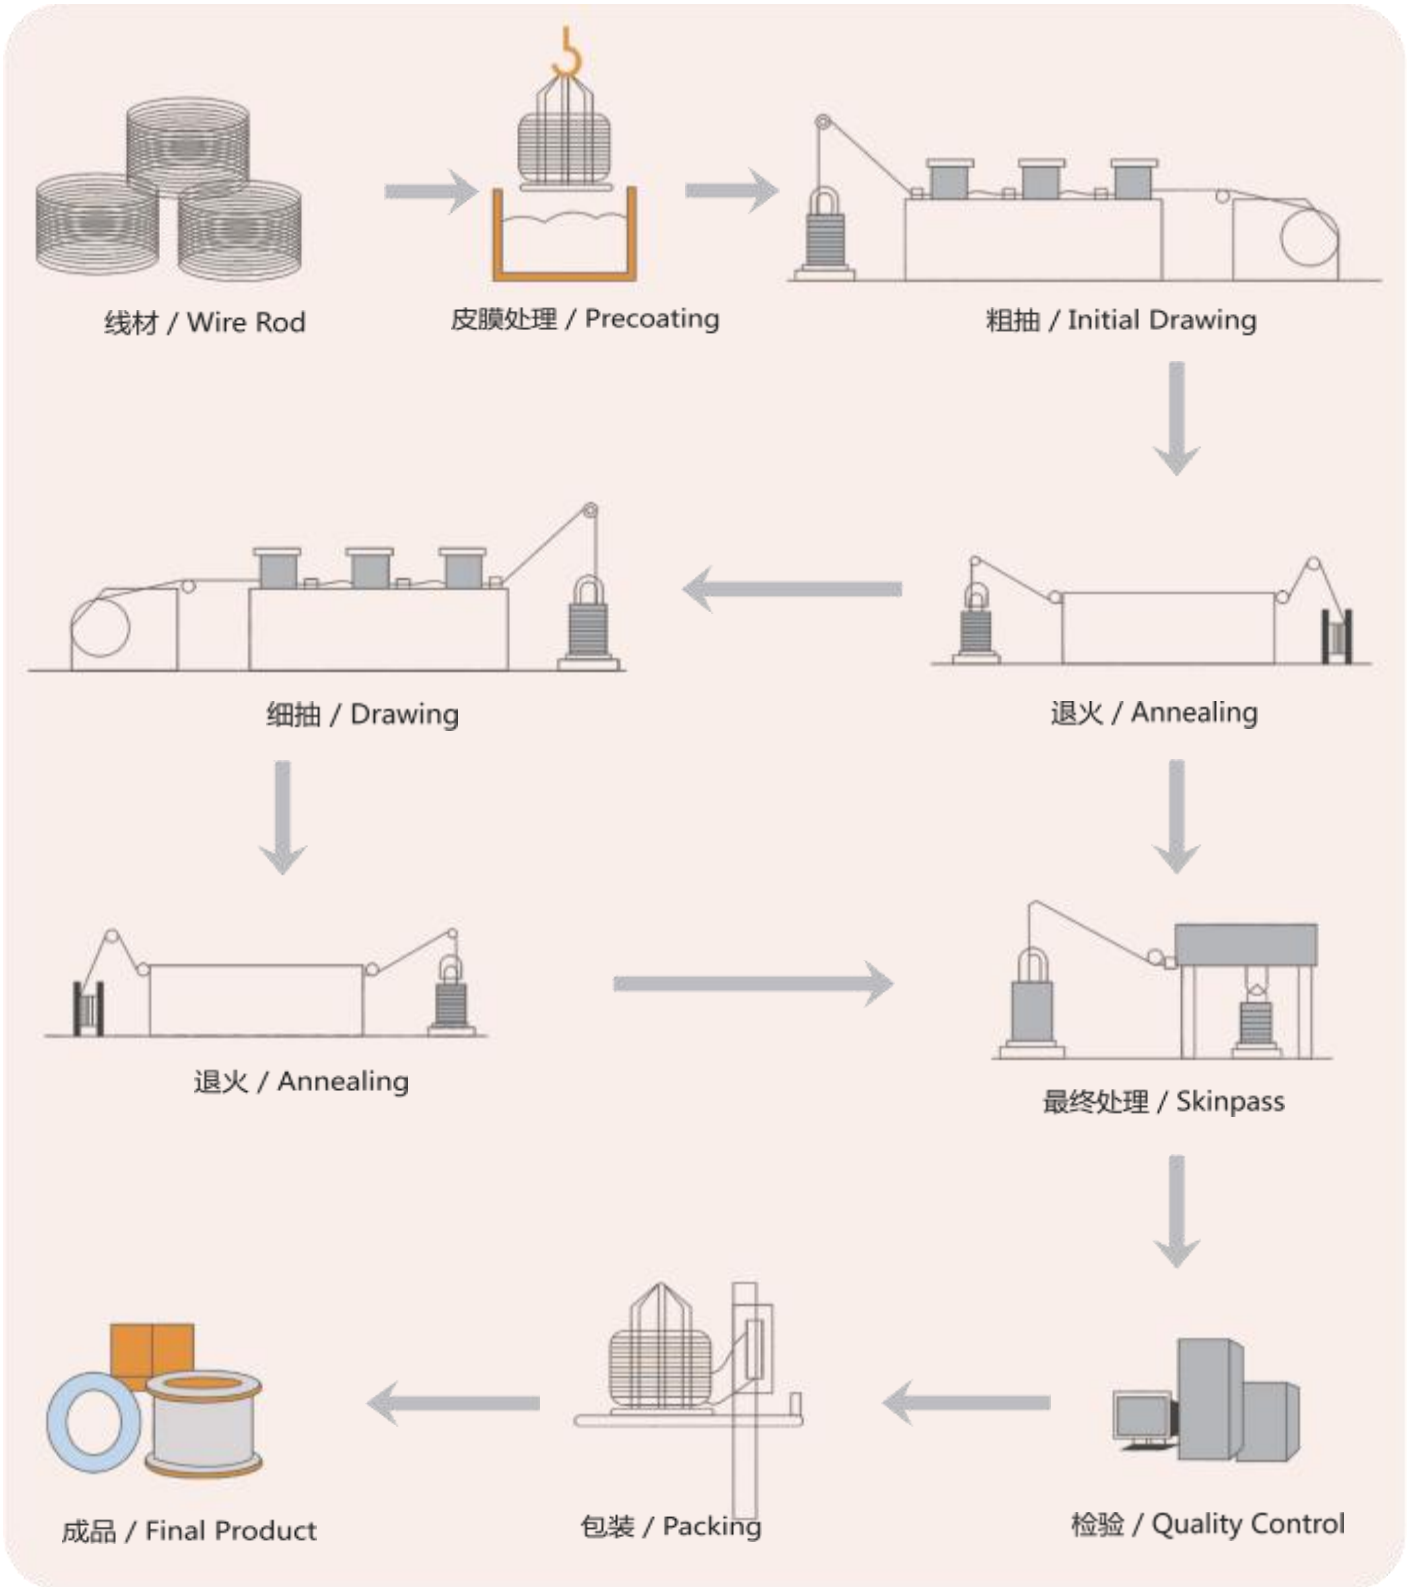 线材 / Wire Rod
皮膜处理 / Precoating
粗抽 / Initial Drawing
细抽 / Drawing
退火 / Annealing
退火 / Annealing
最终处理 / Skinpass
成品 / Final Product
包装 / Packing
检验 / Quality Control